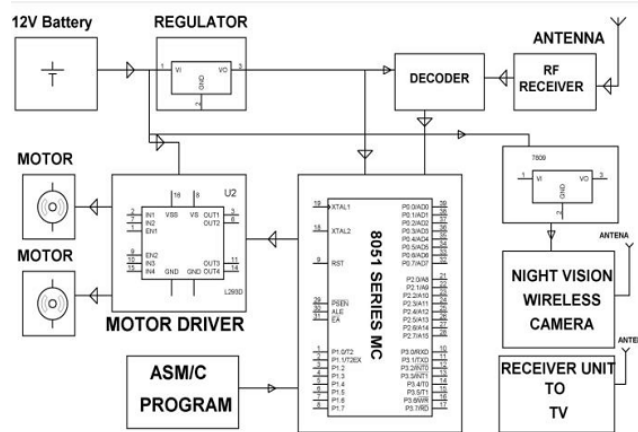 12V Battery
REGULATOR
1
VI
VO
3
GND
2
DECODER
ANTENNA
RF
RECEIVER
MOTOR
MOTOR
U2
16
8
2
7
1
IN1
IN2
EN1
VSS
VS
OUT1
OUT2
3
6
9
10
15
EN2
IN3
IN4
GND
GND
OUT3
OUT4
11
14
L293D
MOTOR DRIVER
ASM/C
PROGRAM
8051 SERIES MC
19
XTAL1
18
XTAL2
9
RST
29
PSEN
30
ALE
31
EA
1
P1.0/T2
2
P1.1/T2EX
3
P1.2
4
P1.3
5
P1.4
6
P1.5
7
P1.6
8
P1.7
P0.0/AD0
39
P0.1/AD1
38
P0.2/AD2
37
P0.3/AD3
36
P0.4/AD4
35
P0.5/AD5
34
P0.6/AD6
33
P0.7/AD7
32
P2.0/A8
21
P2.1/A9
22
P2.2/A10
23
P2.3/A11
24
P2.4/A12
25
P2.5/A13
26
P2.6/A14
27
P2.7/A15
28
P3.0/RXD
10
P3.1/TXD
11
P3.2/INT0
12
P3.3/INT1
13
P3.4/T0
14
P3.5/T1
15
P3.6/WR
16
P3.7/RD
17
7809
1
VI
VO
3
GND
2
ANTENA
NIGHT VISION
WIRELESS
CAMERA
ANTEN
RECEIVER UNIT
TO
TV